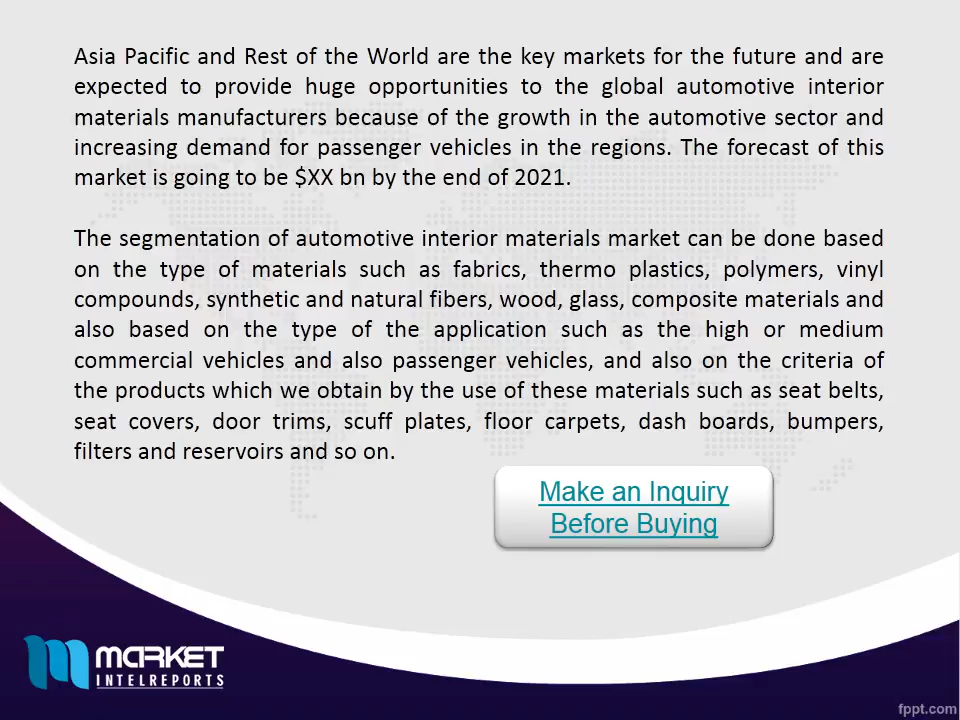 Asia Pacific and Rest of the World are the key markets for the future and are
expected to provide huge opportunities to the global automotive interior
materials manufacturers because of the growth in the automotive sector and
increasing demand for passenger vehicles in the regions. The forecast of this
market is going to be $XX bn by the end of 2021.
The segmentation of automotive interior materials market can be done based
on the type of materials such as fabrics, thermo plastics, polymers, vinyl
compounds, synthetic and natural fibers, wood, glass, composite materials and
also based on the type of the application such as the high or medium
commercial vehicles and also passenger vehicles, and also on the criteria of
the products which we obtain by the use of these materials such as seat belts,
seat covers, door trims, scuff plates, floor carpets, dash boards, bumpers,
filters and reservoirs and so on.
Make an Inquiry
Before Buying
MARKET
INTELREPORTS
fppt.com